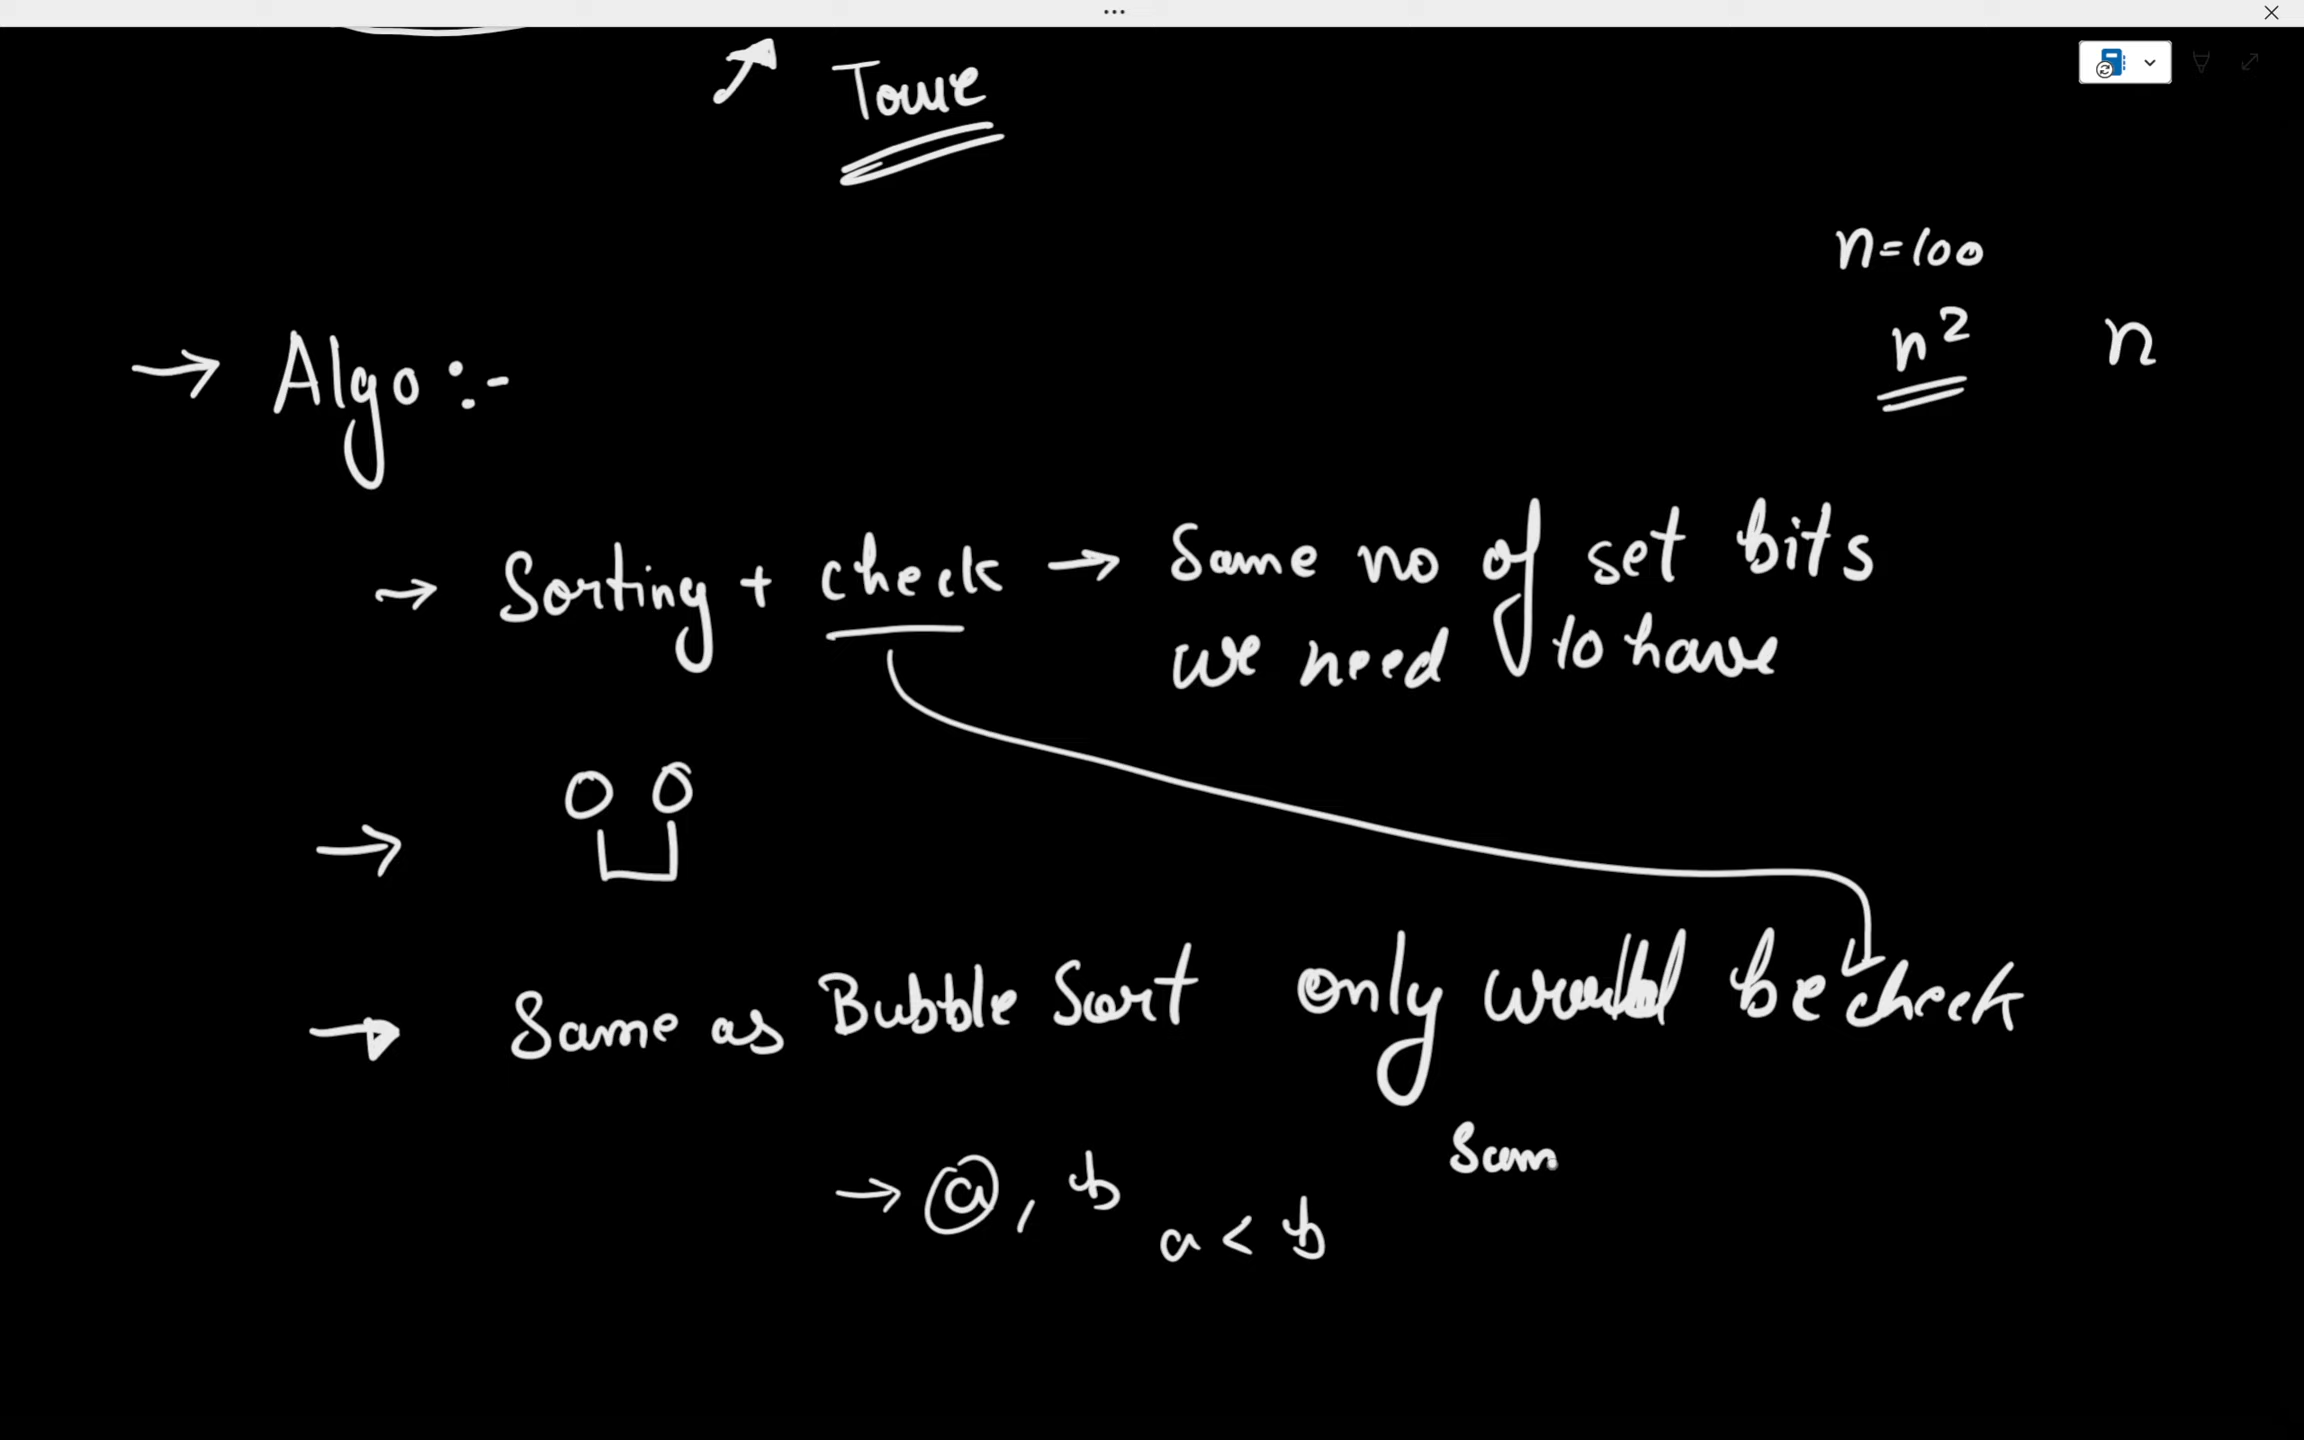 Towe
n=100
n² n
→ Algo :-
→ Sorting + check → Same no of set bits
we need to have
→
→ Same as Bubble Sort only would be check
Sam
→ a, b
a < b